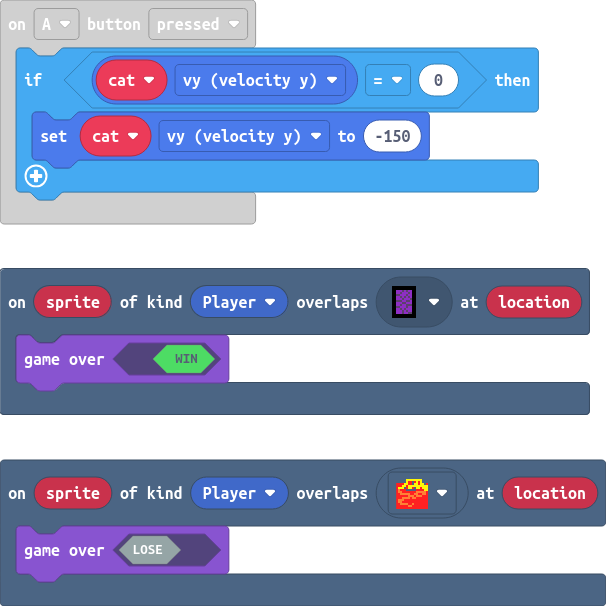 on A button pressed
if cat vy (velocity y) = 0 then
set cat vy (velocity y) to -150
on sprite of kind Player overlaps at location
game over WIN
on sprite of kind Player overlaps at location
game over LOSE